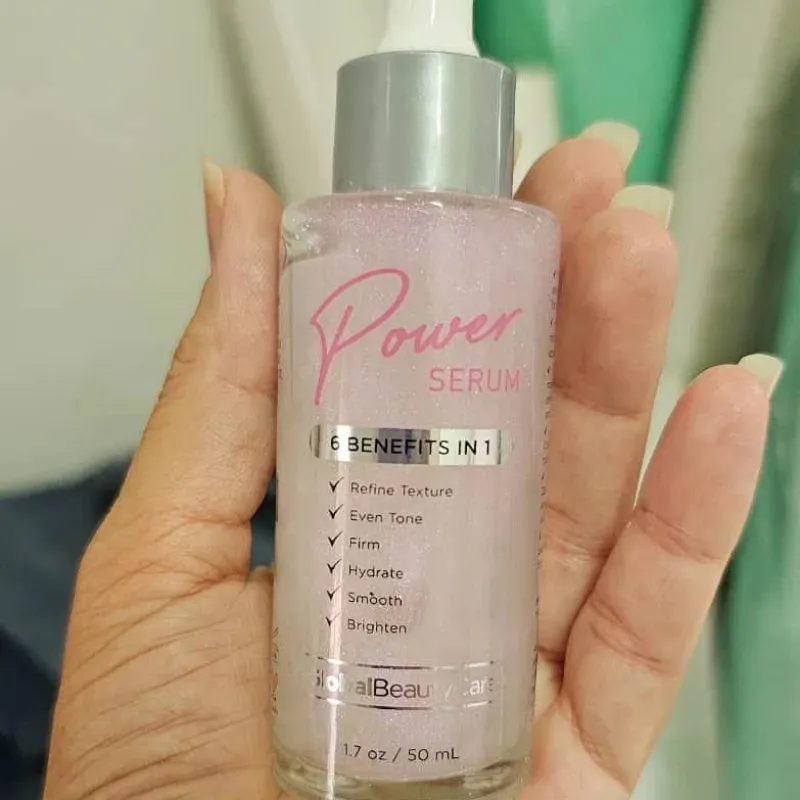 Power
SERUM
6 BENEFITS IN 1
✓ Refine Texture
✓ Even Tone
✓ Firm
✓ Hydrate
✓ Smooth
✓ Brighten
GlobalBeautyCare
1.7 oz / 50 mL